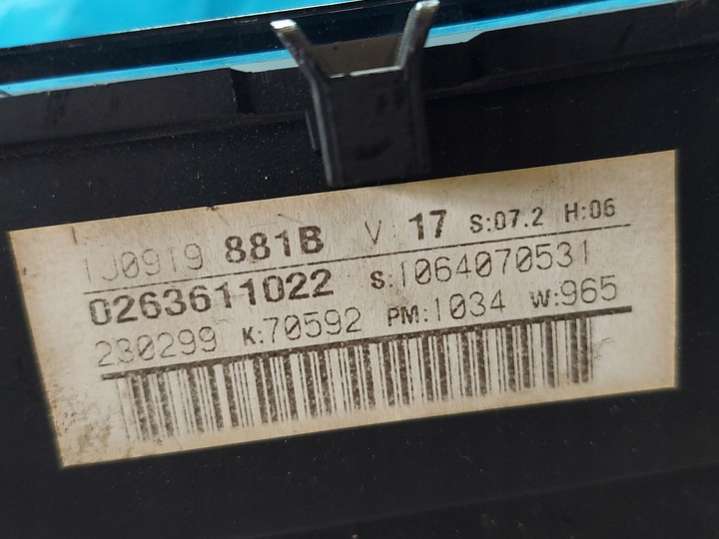 1J0919 881B V 17 S:07.2 H:06
0263611022 S:1064070531
230299 K:70592 PM:1034 W:965